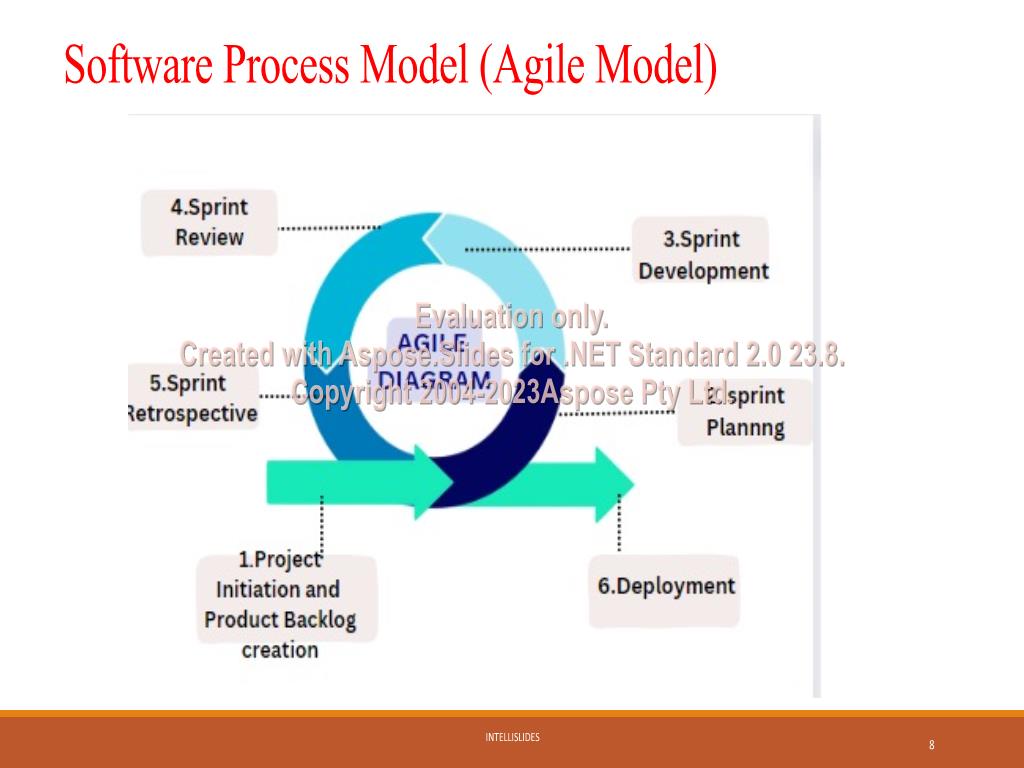 Software Process Model (Agile Model)
4.Sprint
Review
3.Sprint
Development
AGILE
DIAGRAM
Evaluation only.
Created with Aspose.Slides for .NET Standard 2.0 23.8.
Copyright 2004-2023Aspose Pty Ltd.
5.Sprint
Retrospective
2.sprint
Plannng
1.Project
Initiation and
Product Backlog
creation
6.Deployment
INTELLISLIDES
8